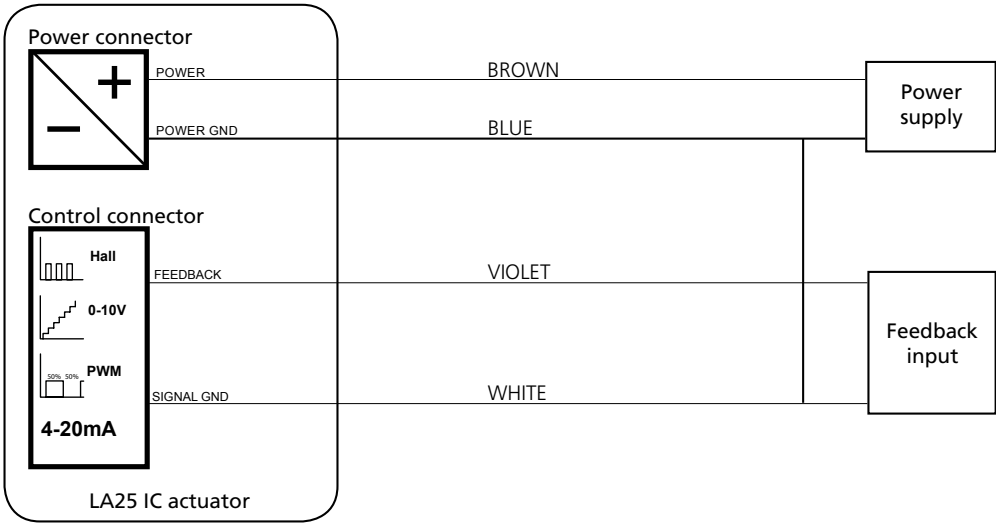 Power connector
POWER
BROWN
POWER GND
BLUE
Power
supply
Control connector
Hall
FEEDBACK
VIOLET
0-10V
50% 50%
PWM
SIGNAL GND
WHITE
4-20mA
Feedback
input
LA25 IC actuator